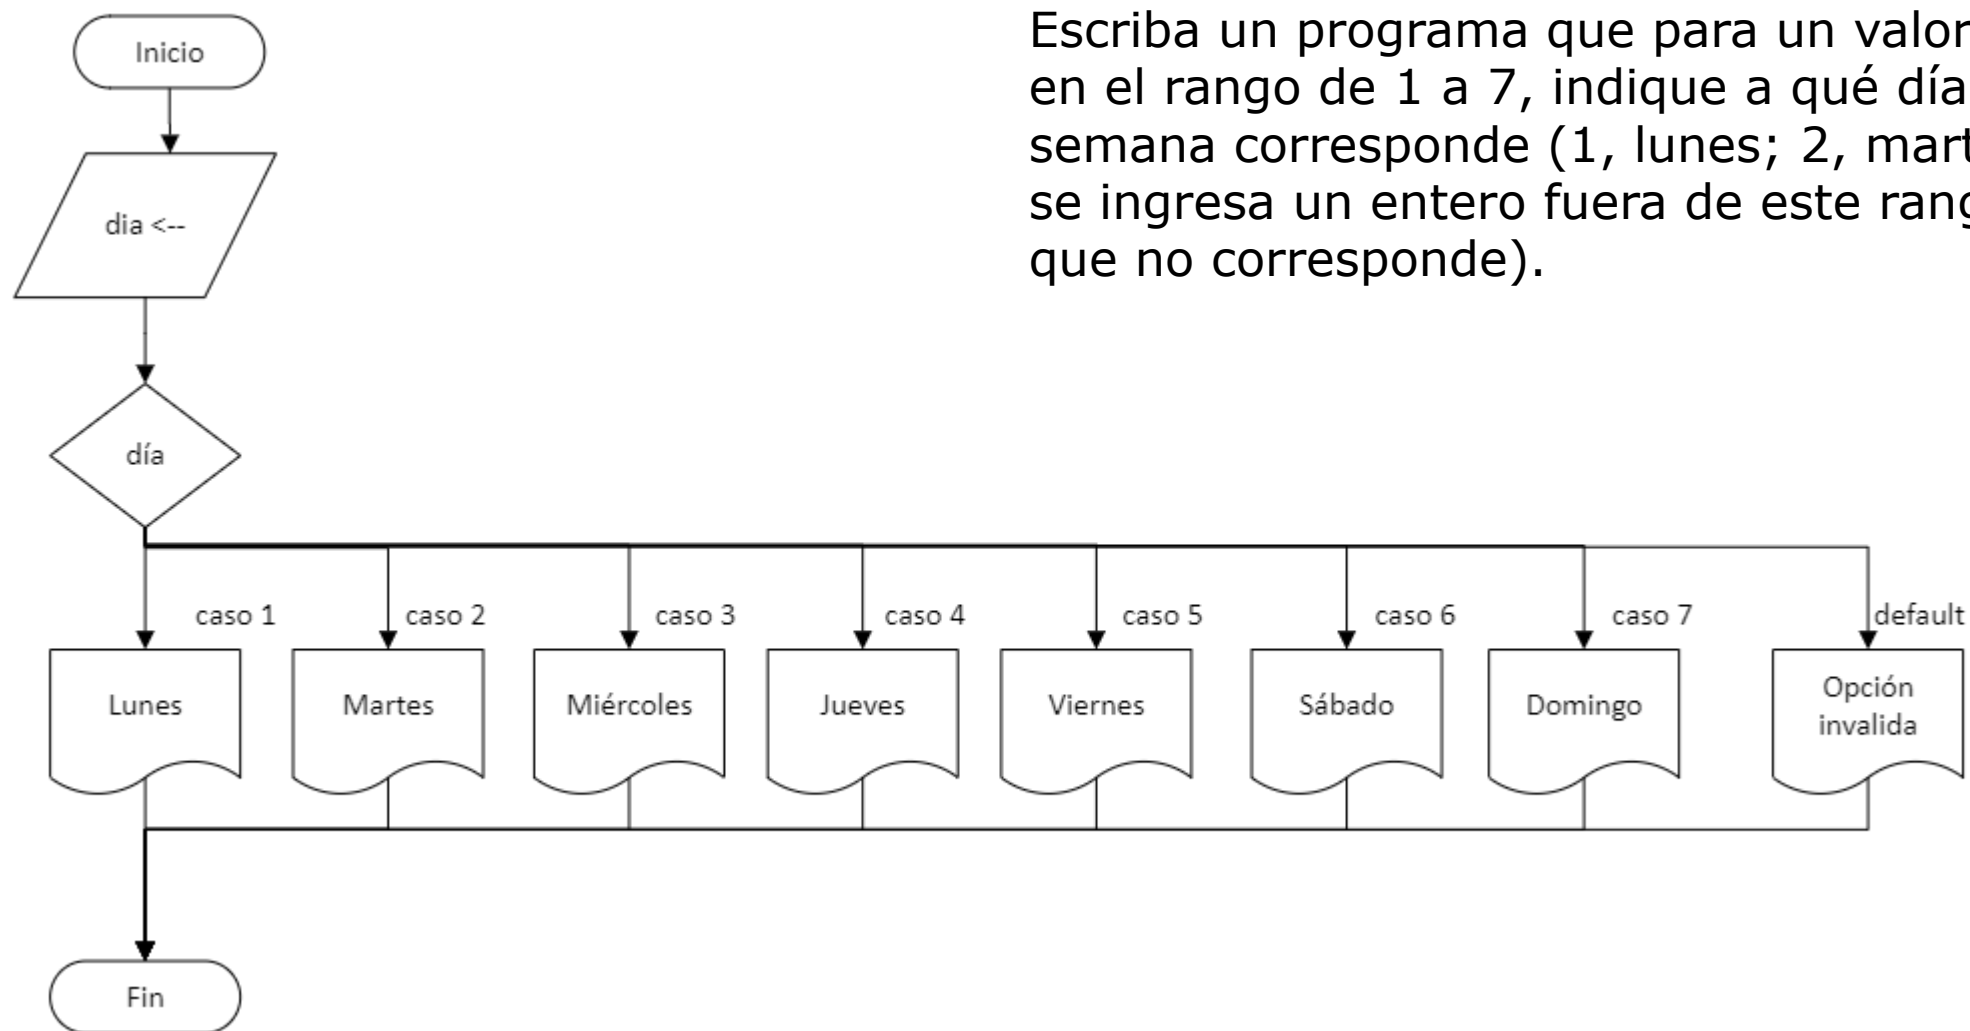 Escriba un programa que para un valor
en el rango de 1 a 7, indique a qué día
semana corresponde (1, lunes; 2, mart
se ingresa un entero fuera de este rang
que no corresponde).
Inicio
dia <--
día
caso 1
caso 2
caso 3
caso 4
caso 5
caso 6
caso 7
default
Lunes
Martes
Miércoles
Jueves
Viernes
Sábado
Domingo
Opción
invalida
Fin